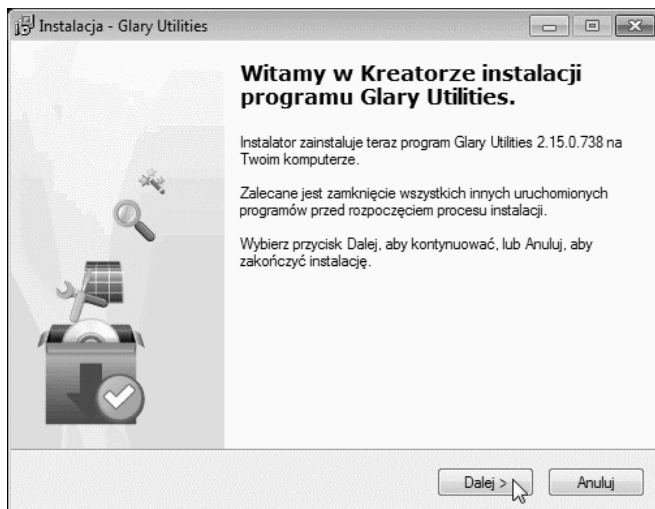 Instalacja - Glary Utilities
Witamy w Kreatorze instalacji
programu Glary Utilities.
Instalator zainstaluje teraz program Glary Utilities 2.15.0.738 na
Twoim komputerze.
Zalecane jest zamknięcie wszystkich innych uruchomionych
programów przed rozpoczęciem procesu instalacji.
Wybierz przycisk Dalej, aby kontynuować, lub Anuluj, aby
zakończyć instalację.
Dalej >
Anuluj